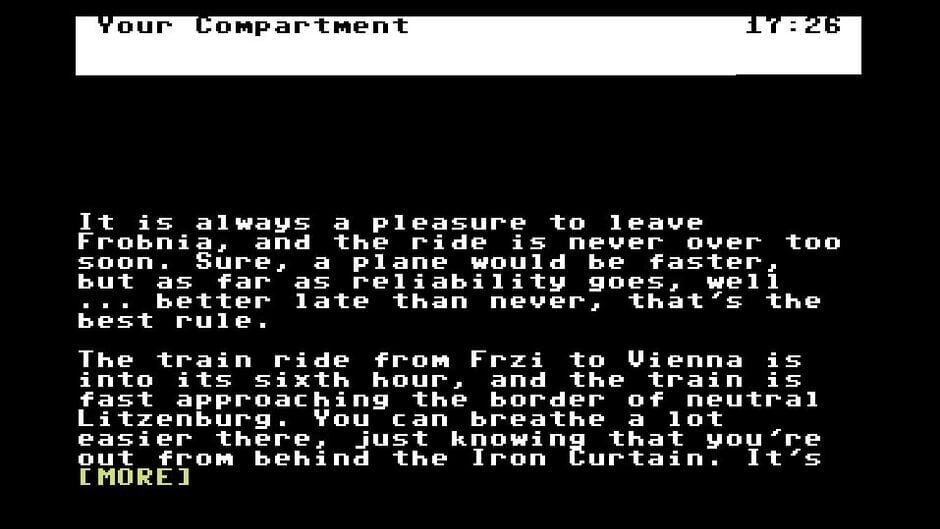 Your Compartment 17:26
It is always a pleasure to leave
Frobnia, and the ride is never over too
soon. Sure, a plane would be faster,
but as far as reliability goes, well
... better late than never, that's the
best rule.
The train ride from Frzi to Vienna is
into its sixth hour, and the train is
fast approaching the border of neutral
Litzenburg. You can breathe a lot
easier there, just knowing that you're
out from behind the Iron Curtain. It's
[MORE]